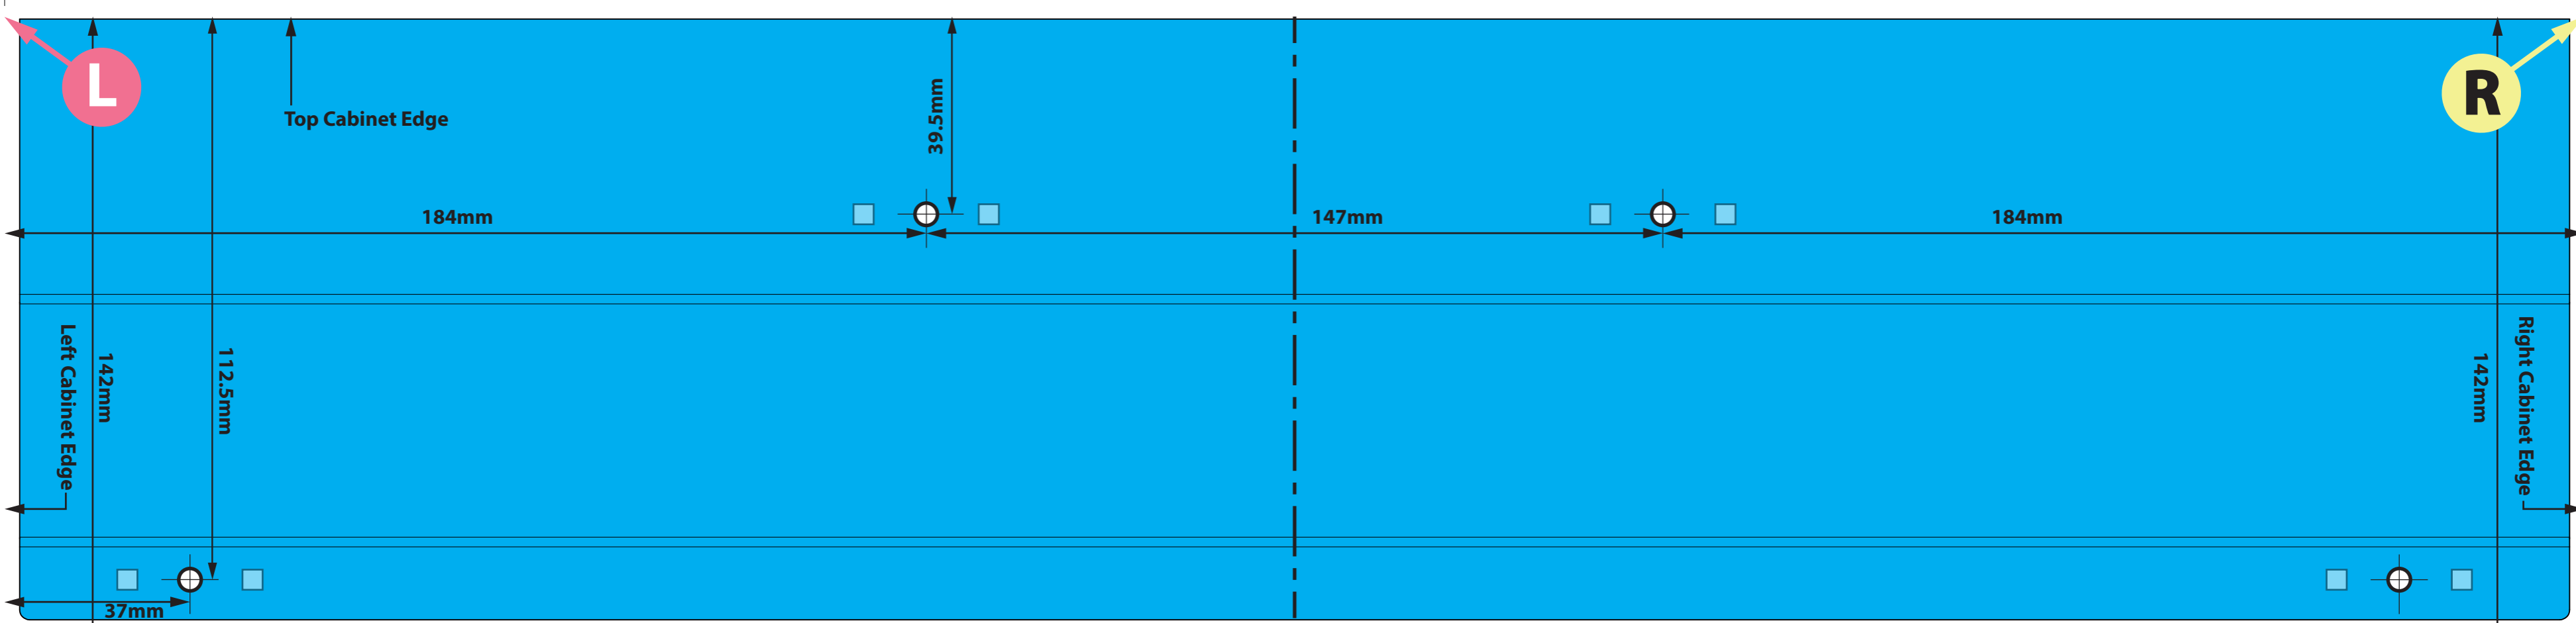 L
R
Top Cabinet Edge
39.5mm
184mm
147mm
184mm
Left Cabinet Edge
142mm
112.5mm
142mm
Right Cabinet Edge
37mm